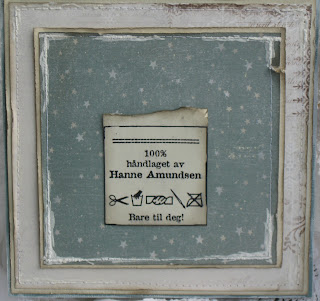 100%
håndlaget av
Hanne Amundsen
Bare til deg!